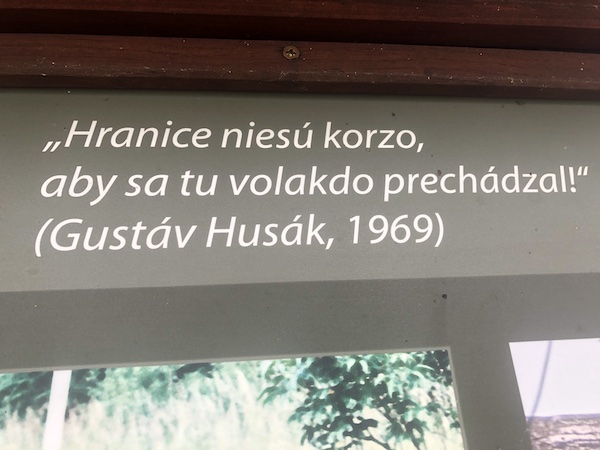 „Hranice niesú korzo,
aby sa tu volakdo prechádzal!“
(Gustáv Husák, 1969)